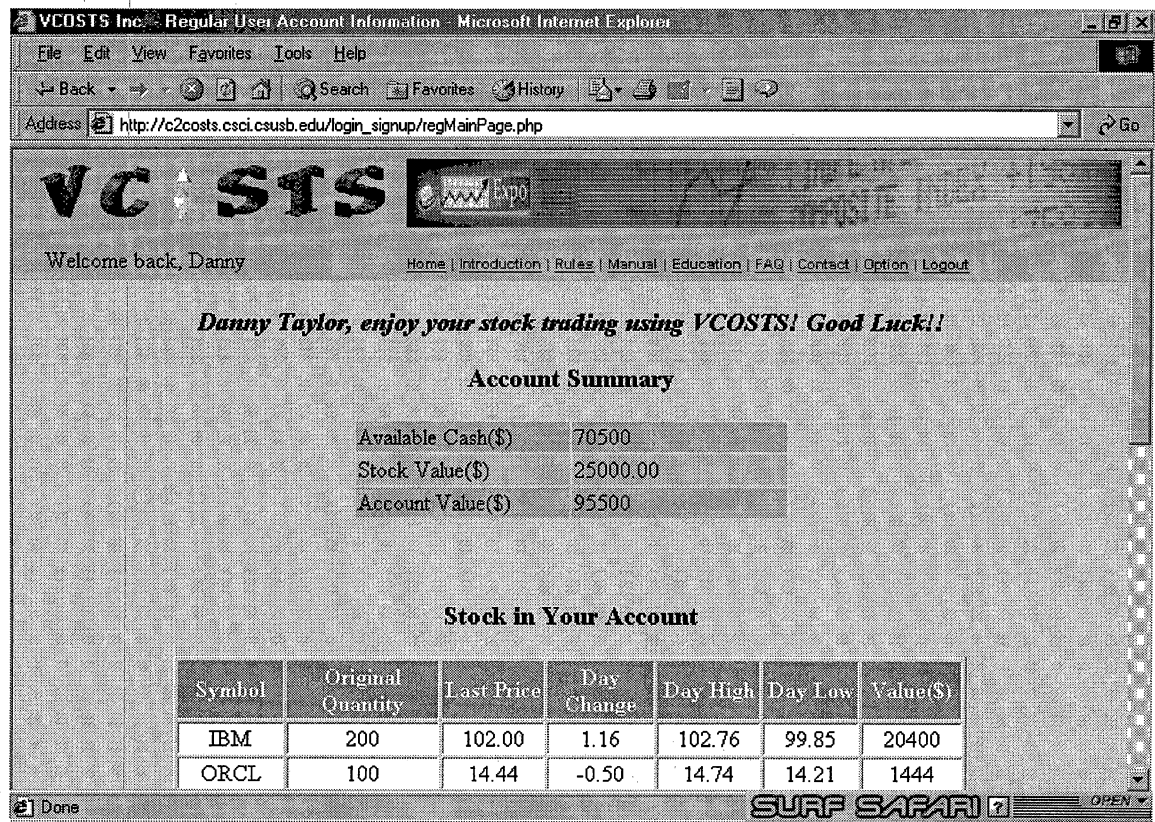 VCOSTS Inc. - Regular User Account Information - Microsoft Internet Explorer
File Edit View Favorites Tools Help
Back Search Favorites History
Address http://c2costs.csci.csusb.edu/login_signup/regMainPage.php Go
VC STS Expo
Welcome back, Danny
Home | Introduction | Rules | Manual | Education | FAQ | Contact | Option | Logout
Danny Taylor, enjoy your stock trading using VCOSTS! Good Luck!!
Account Summary
Available Cash($) 70500
Stock Value($) 25000.00
Account Value($) 95500
Stock in Your Account
Symbol Original Quantity Last Price Day Change Day High Day Low Value($)
IBM 200 102.00 1.16 102.76 99.85 20400
ORCL 100 14.44 -0.50 14.74 14.21 1444
Done SURF SAFARI ? OPEN